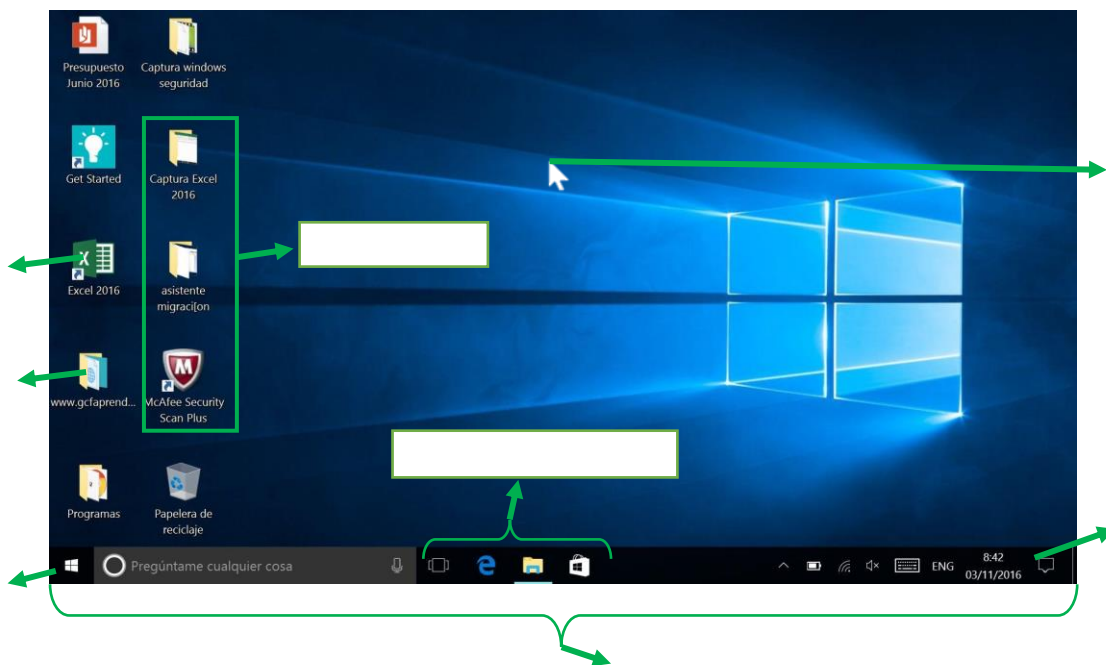 Presupuesto
Junio 2016
Captura windows
seguridad
Get Started
Captura Excel
2016
Excel 2016
asistente
migraci[on
www.gcfaprend...
McAfee Security
Scan Plus
Programas
Papelera de
reciclaje
Pregúntame cualquier cosa
ENG
8:42
03/11/2016